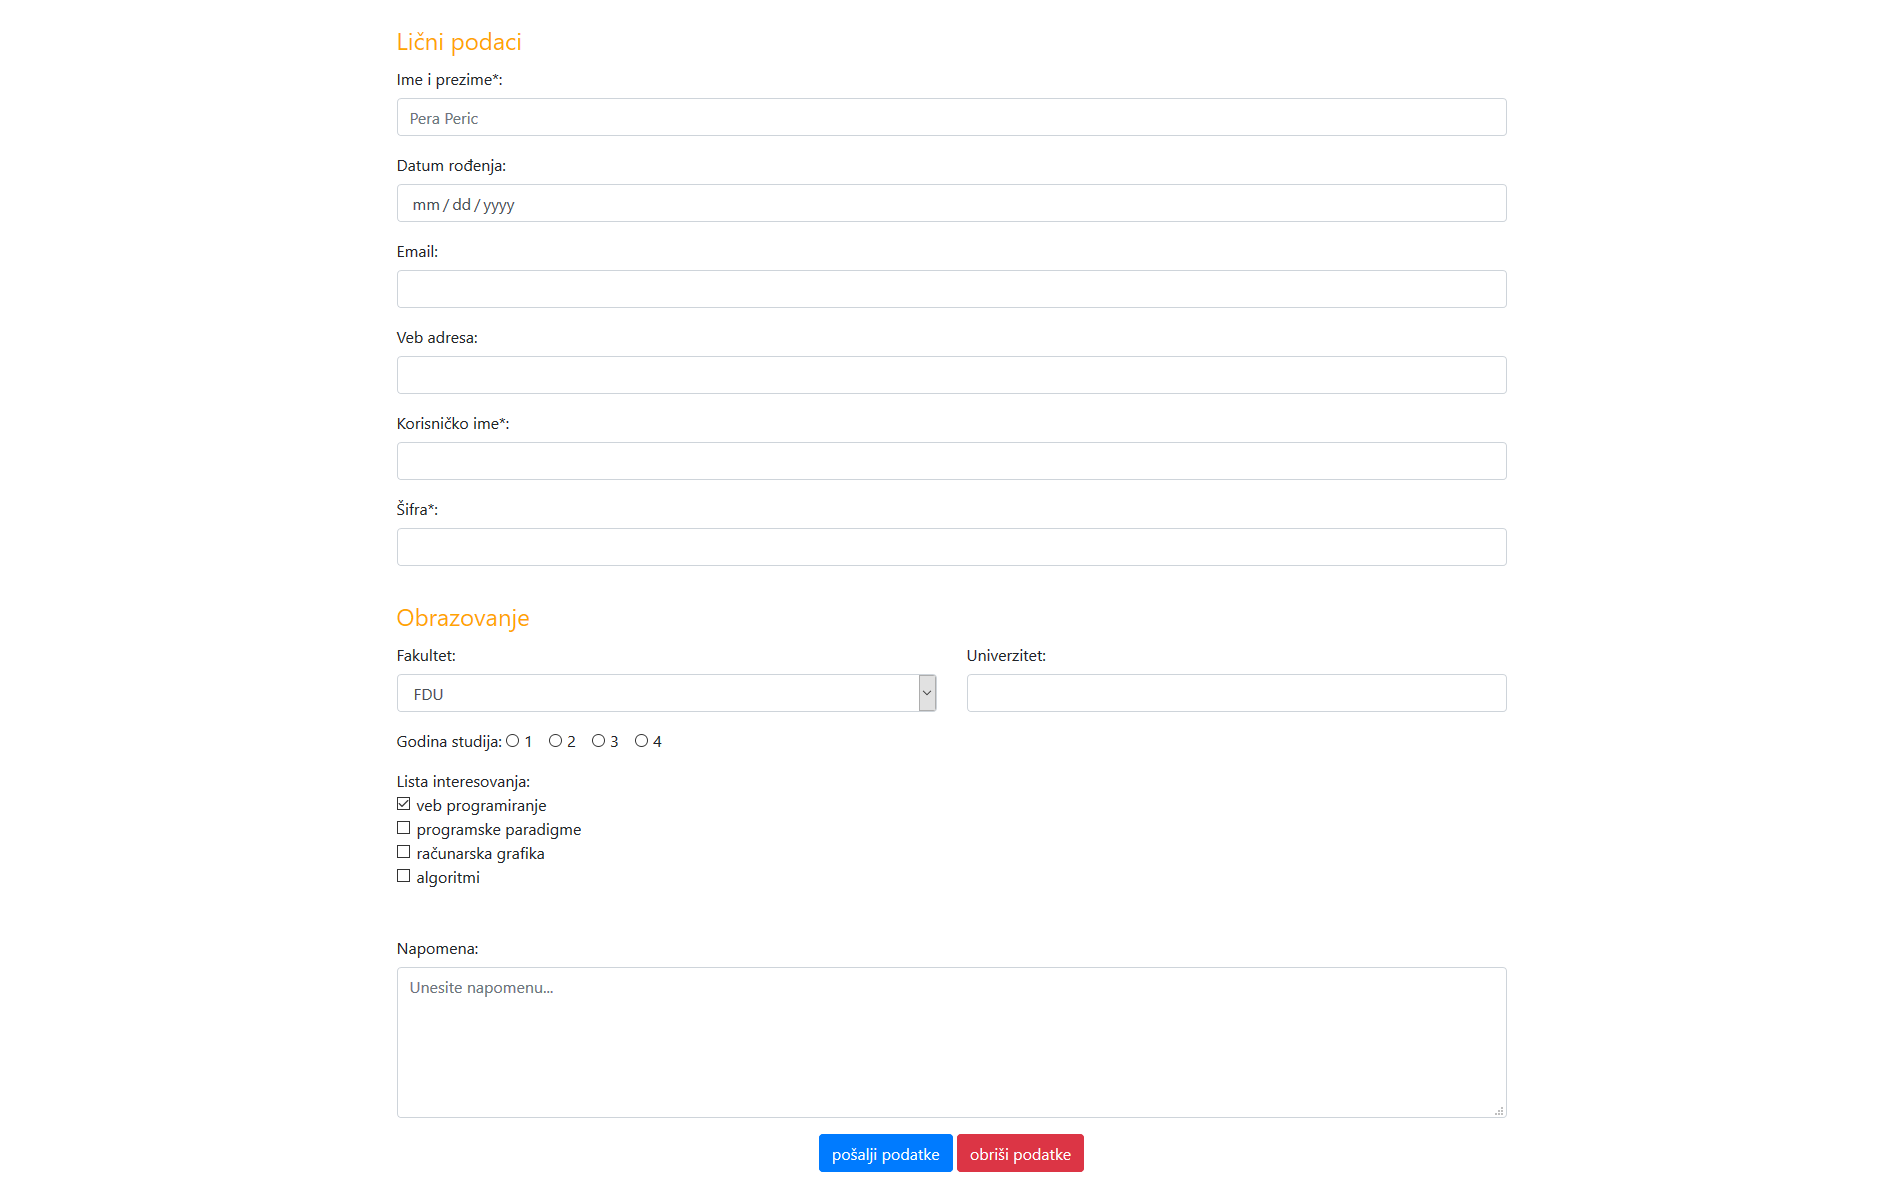 Lični podaci
Ime i prezime*:
Pera Peric
Datum rođenja:
mm / dd / yyyy
Email:
Veb adresa:
Korisničko ime*:
Šifra*:
Obrazovanje
Fakultet: Univerzitet:
FDU
Godina studija: 1 2 3 4
Lista interesovanja:
veb programiranje
programske paradigme
računarska grafika
algoritmi
Napomena:
Unesite napomenu...
pošalji podatke obriši podatke